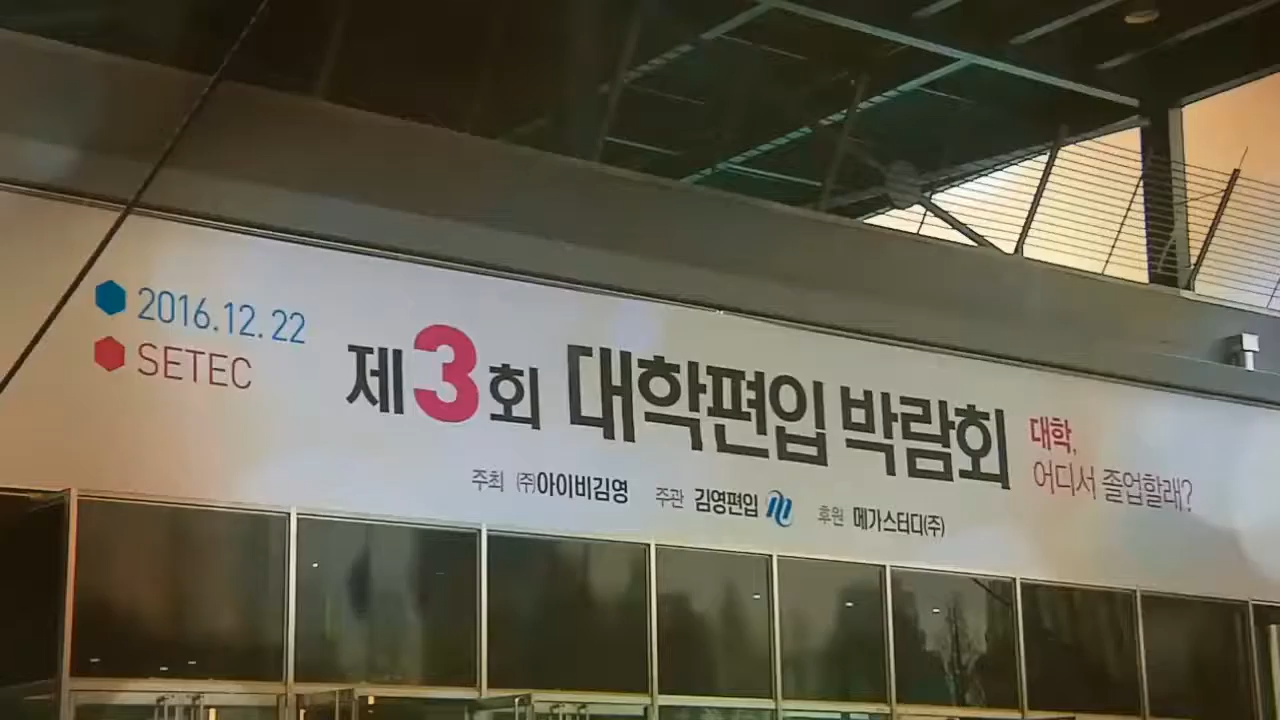 2016.12.22
SETEC
제3회 대학편입 박람회
대학,
어디서 졸업할래?
주최 (주)아이비김영 주관 김영편입 후원 메가스터디(주)